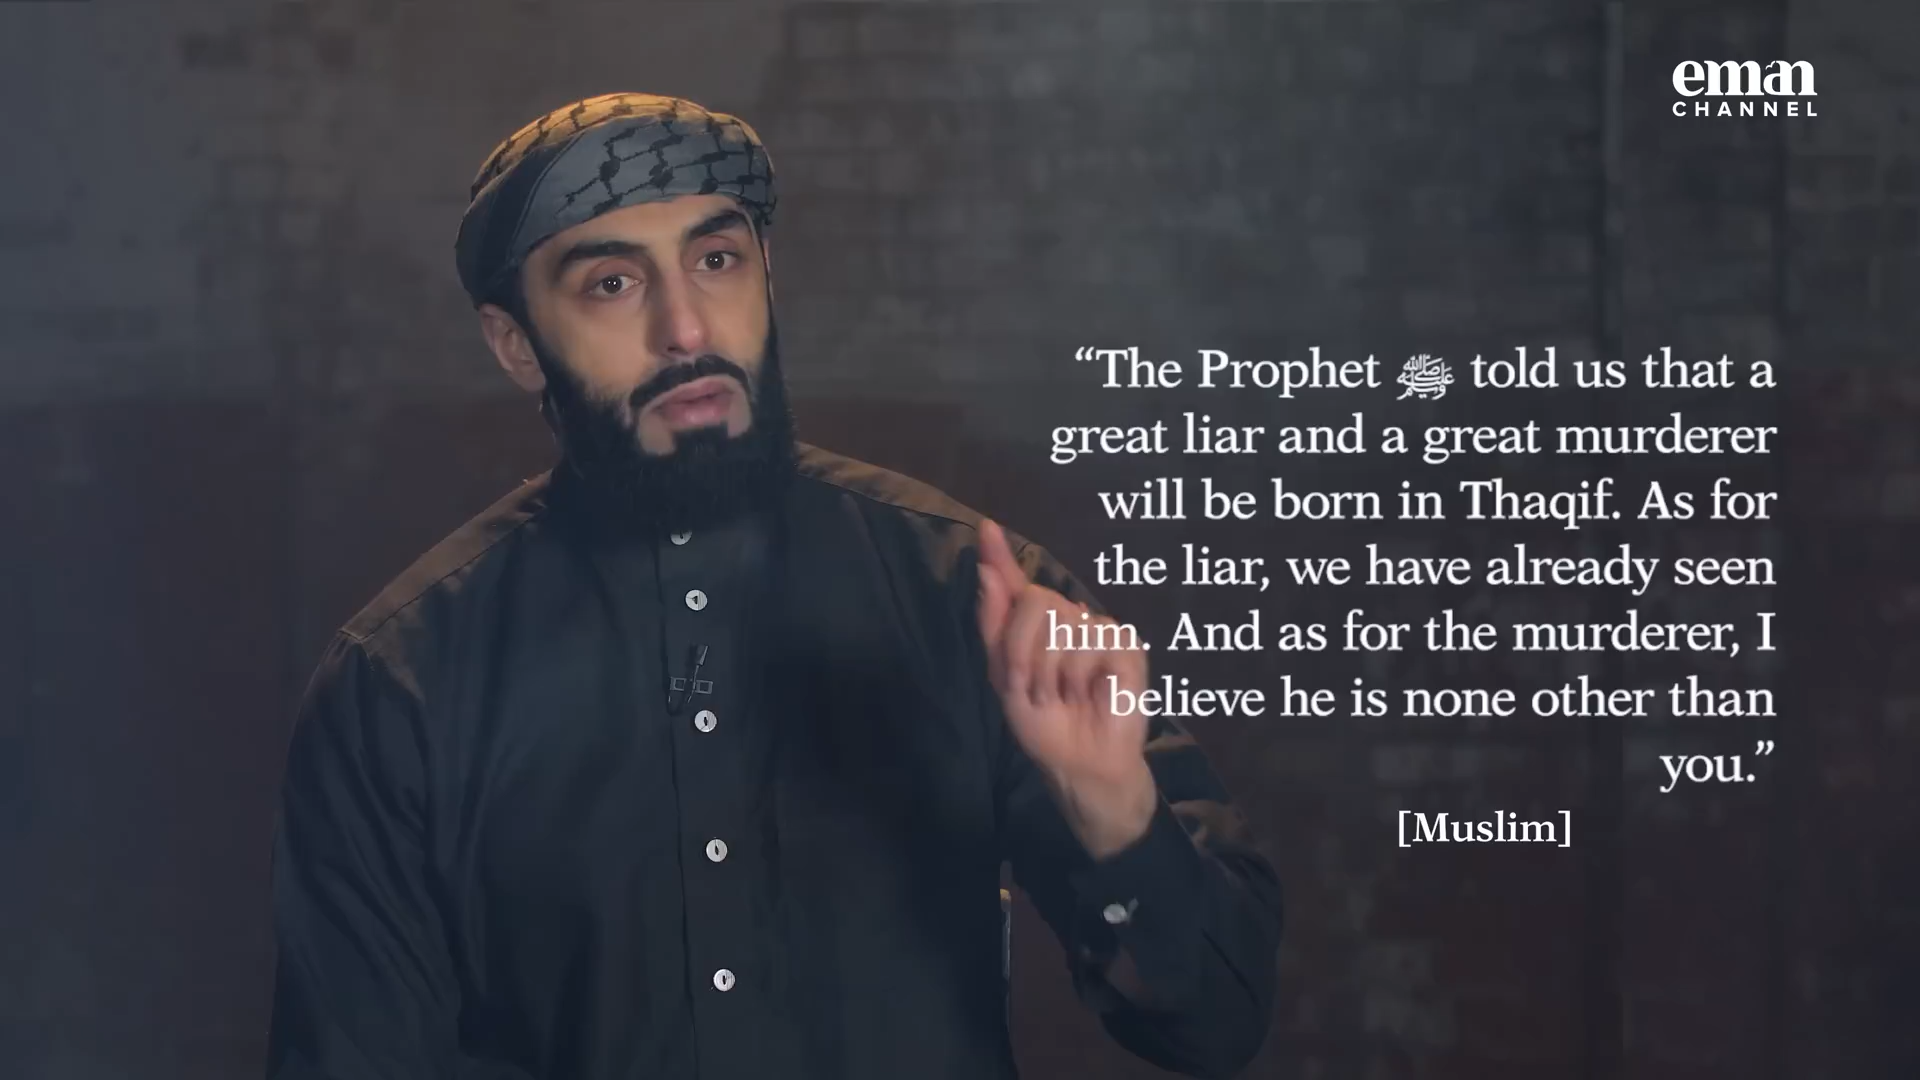 eman
CHANNEL
“The Prophet ﷺ told us that a
great liar and a great murderer
will be born in Thaqif. As for
the liar, we have already seen
him. And as for the murderer, I
believe he is none other than
you.”
[Muslim]